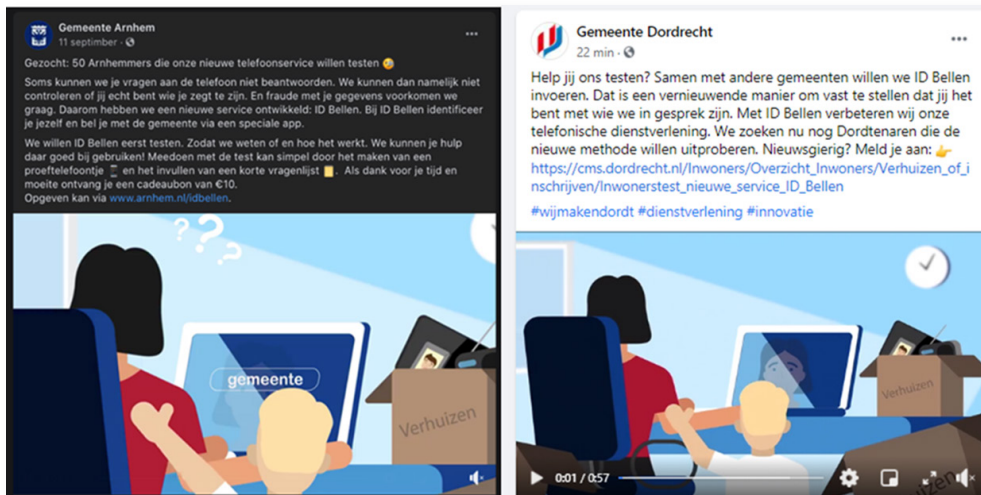 Gemeente Arnhem
11 september
Gezocht: 50 Arnhemmers die onze nieuwe telefoonservice willen testen
Soms kunnen we je vragen aan de telefoon niet beantwoorden. We kunnen dan namelijk niet
controleren of jij echt bent wie je zegt te zijn. En fraude met je gegevens voorkomen we
graag. Daarom hebben we een nieuwe service ontwikkeld: ID Bellen. Bij ID Bellen identificeer
je jezelf en bel je met de gemeente via een speciale app.
We willen ID Bellen eerst testen. Zodat we weten of en hoe het werkt. We kunnen je hulp
daar goed bij gebruiken! Meedoen met de test kan simpel door het maken van een
proeftelefoontje en het invullen van een korte vragenlijst. Als dank voor je tijd en
moeite ontvang je een cadeaubon van €10.
Opgeven kan via www.arnhem.nl/idbellen.
???
gemeente
Verhuizen
Gemeente Dordrecht
22 min
Help jij ons testen? Samen met andere gemeenten willen we ID Bellen
invoeren. Dat is een vernieuwende manier om vast te stellen dat jij het
bent met wie we in gesprek zijn. Met ID Bellen verbeteren wij onze
telefonische dienstverlening. We zoeken nu nog Dordtenaren die de
nieuwe methode willen uitproberen. Nieuwsgierig? Meld je aan:
https://cms.dordrecht.nl/Inwoners/Overzicht_Inwoners/Verhuizen_of_i
nschrijven/Inwonerstest_nieuwe_service_ID_Bellen
#wijmakendordt #dienstverlening #innovatie
Verhuizen
0:01 / 0:57